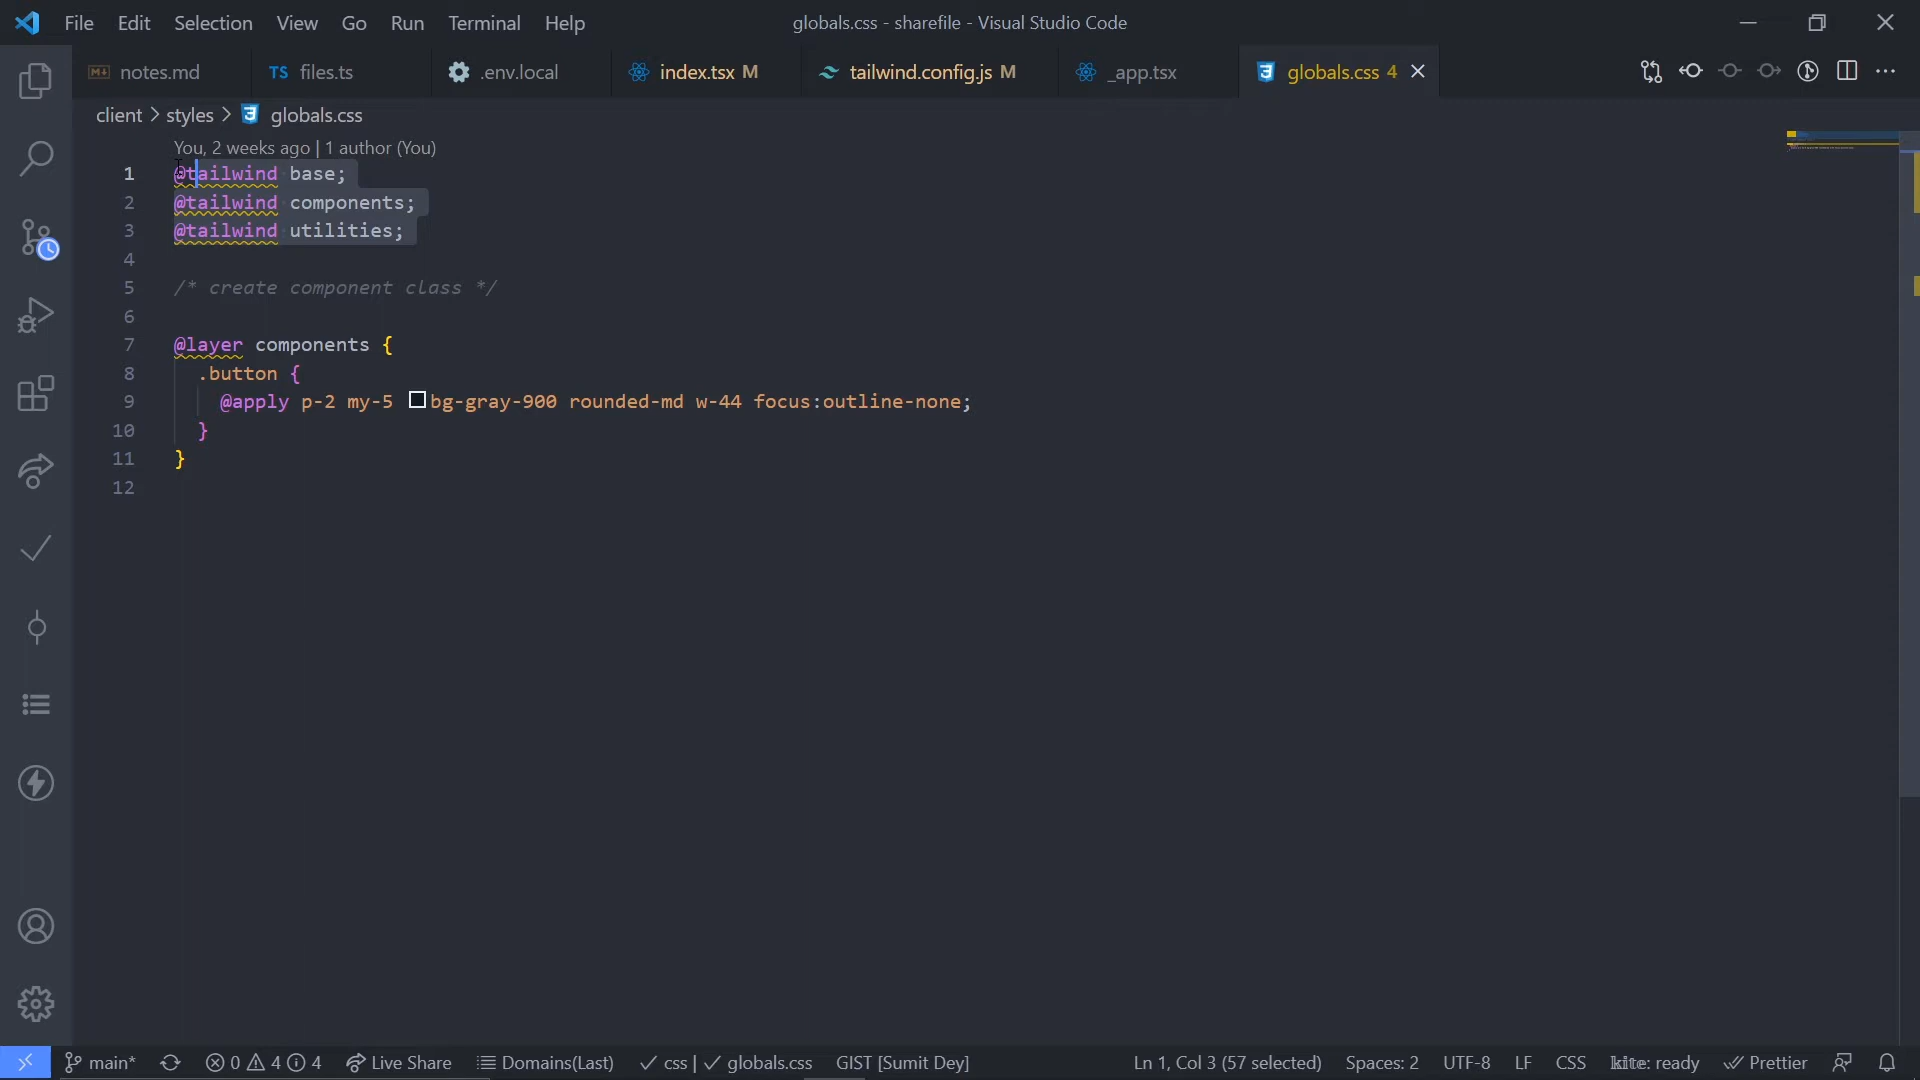 File Edit Selection View Go Run Terminal Help globals.css - sharefile - Visual Studio Code
notes.md TS files.ts .env.local index.tsx M tailwind.config.js M _app.tsx globals.css 4
client > styles > globals.css
You, 2 weeks ago | 1 author (You)
1 @tailwind base;
2 @tailwind components;
3 @tailwind utilities;
4
5 /* create component class */
6
7 @layer components {
8 .button {
9 @apply p-2 my-5 bg-gray-900 rounded-md w-44 focus:outline-none;
10 }
11 }
12
main* 0 4 4 Live Share Domains(Last) ✓ css | ✓ globals.css GIST [Sumit Dey] Ln 1, Col 3 (57 selected) Spaces: 2 UTF-8 LF CSS kite: ready Prettier